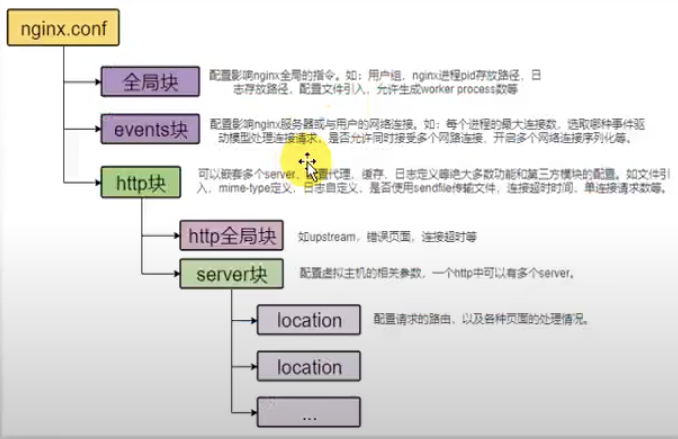 nginx.conf
全局块
配置影响nginx全局的指令。如：用户组，nginx进程pid存放路径，日
志存放路径，配置文件引入，允许生成worker process数等
events块
配置影响nginx服务器或与用户的网络连接。如：每个进程的最大连接数，选取哪种事件驱
动模型处理连接请求，是否允许同时接受多个网路连接，开启多个网络连接序列化等。
http块
可以嵌套多个server，配置代理，缓存，日志定义等绝大多数功能和第三方模块的配置。如文件引
入，mime-type定义，日志自定义，是否使用sendfile传输文件，连接超时时间，单连接请求数等。
http全局块
如upstream，错误页面，连接超时等
server块
配置虚拟主机的相关参数，一个http中可以有多个server。
location
配置请求的路由，以及各种页面的处理情况。
location
...